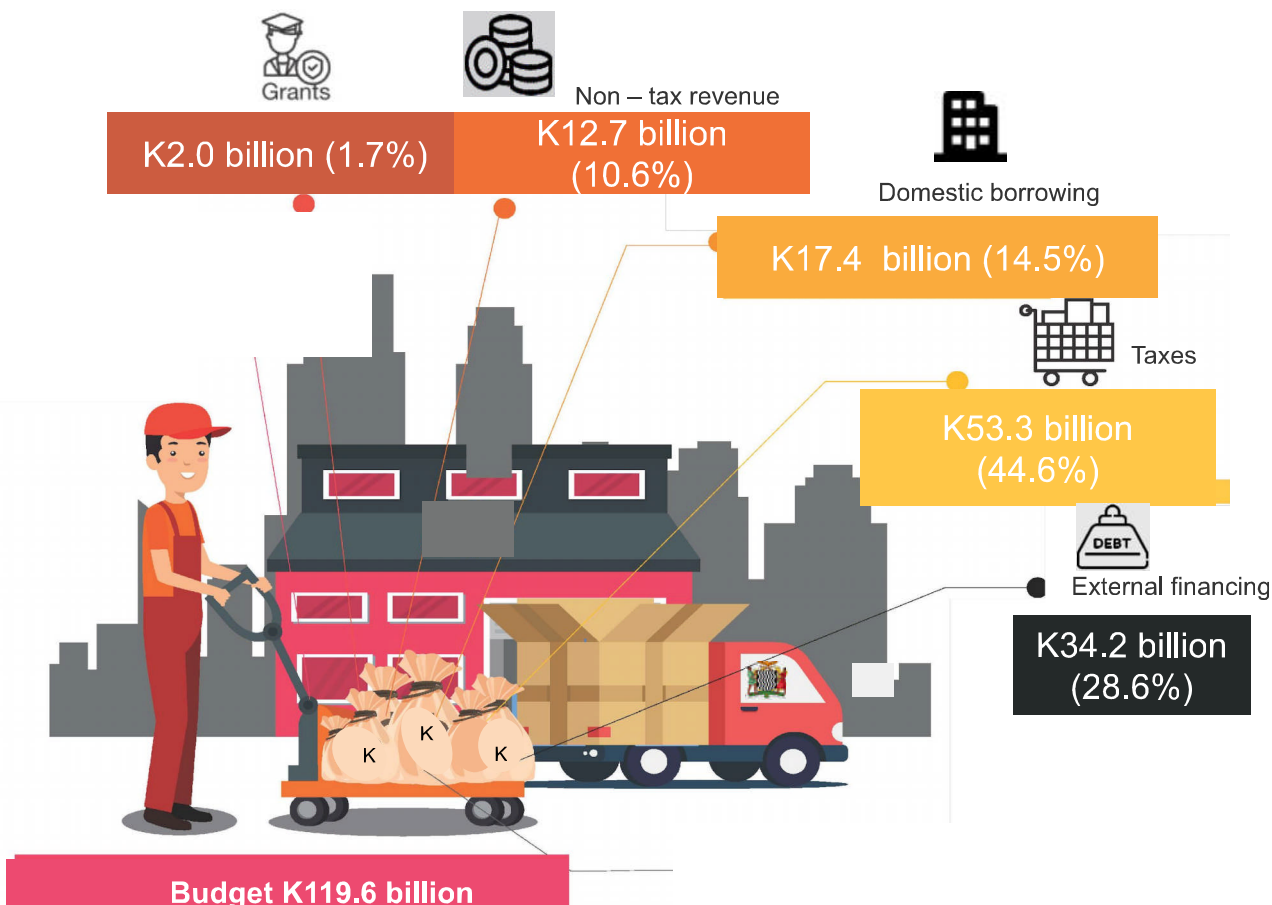 Grants
Non – tax revenue
K2.0 billion (1.7%)
K12.7 billion
(10.6%)
Domestic borrowing
K17.4 billion (14.5%)
Taxes
K53.3 billion
(44.6%)
DEBT
External financing
K34.2 billion
(28.6%)
K
K
K
Budget K119.6 billion